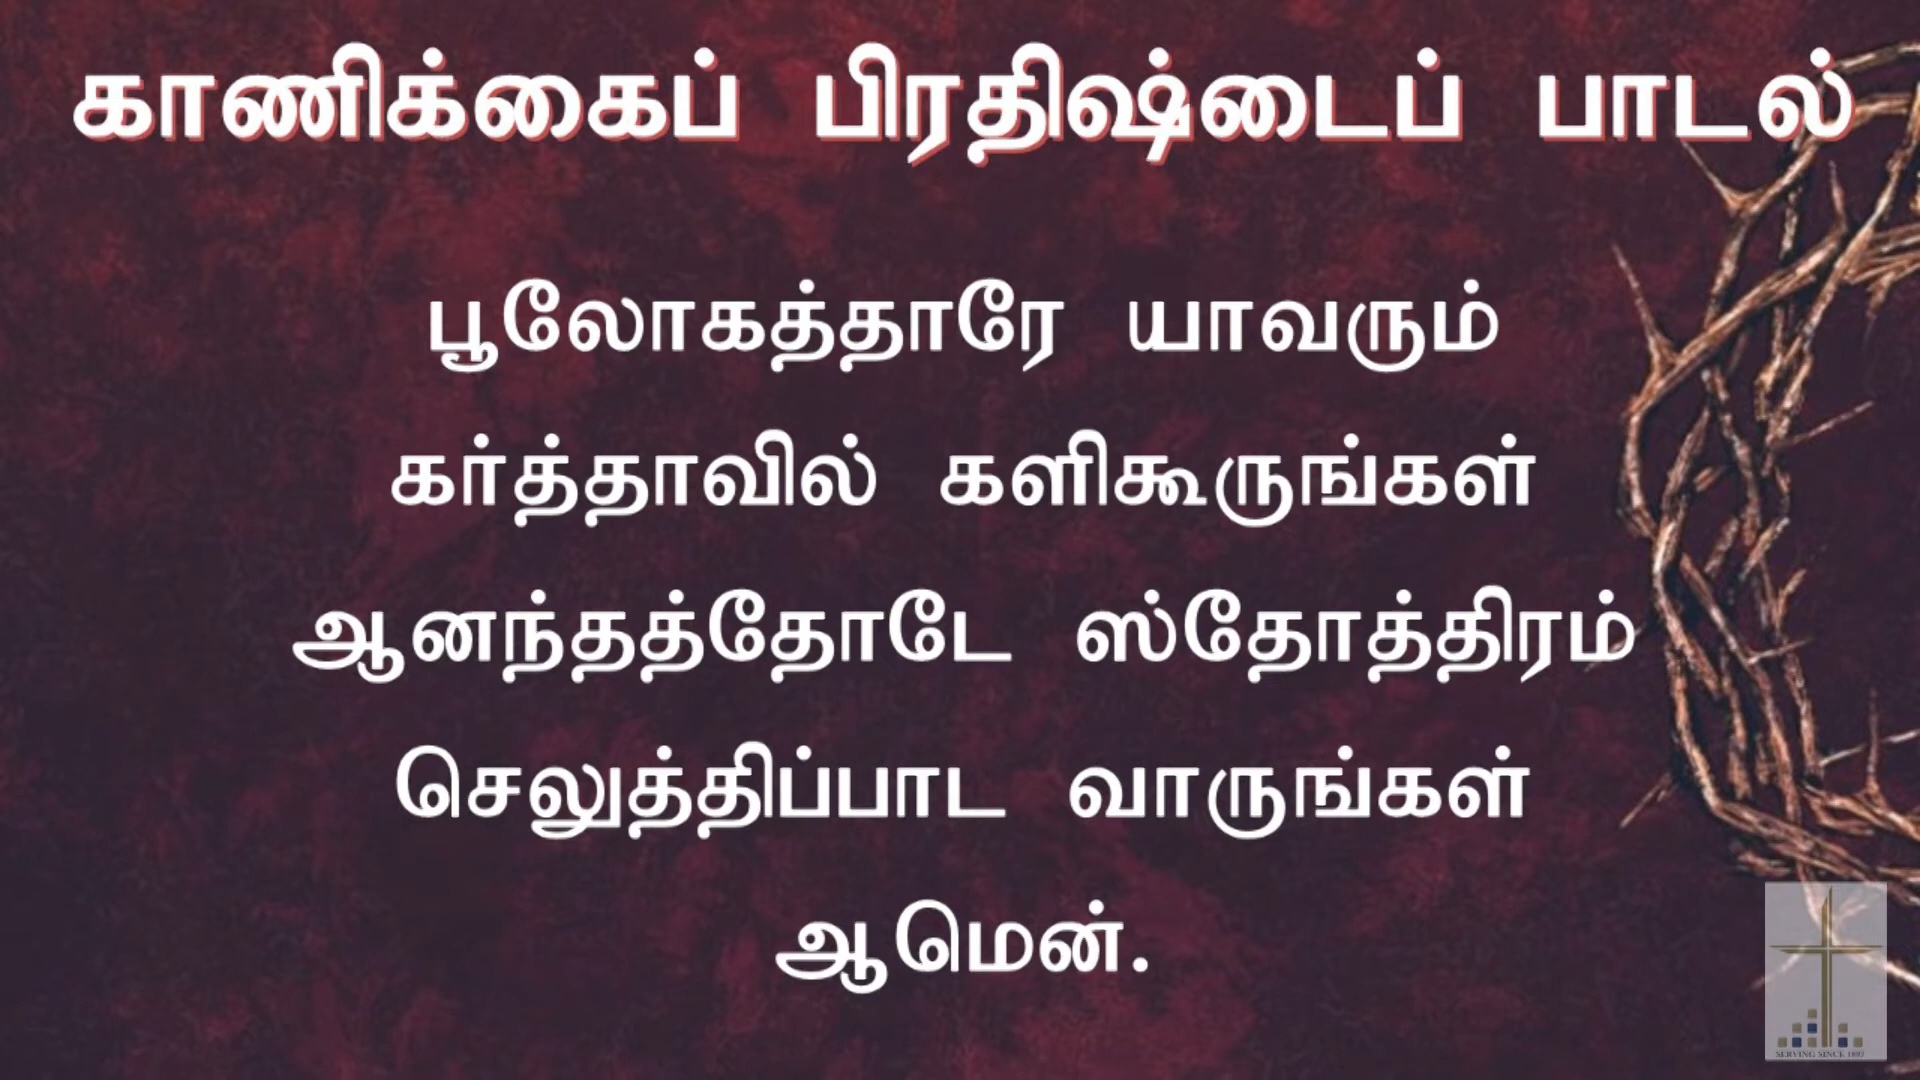 காணிக்கைப் பிரதிஷ்டைப் பாடல்
பூலோகத்தாரே யாவரும்
கர்த்தாவில் களிகூருங்கள்
ஆனந்தத்தோடே ஸ்தோத்திரம்
செலுத்திப்பாட வாருங்கள்
ஆமென்.